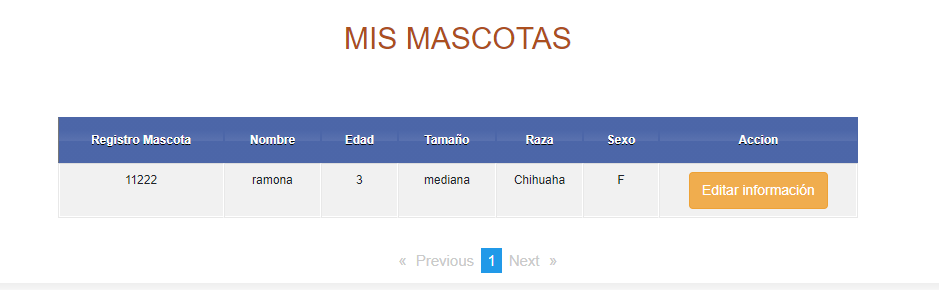 MIS MASCOTAS
Registro Mascota Nombre Edad Tamaño Raza Sexo Accion
11222 ramona 3 mediana Chihuaha F Editar información
« Previous 1 Next »